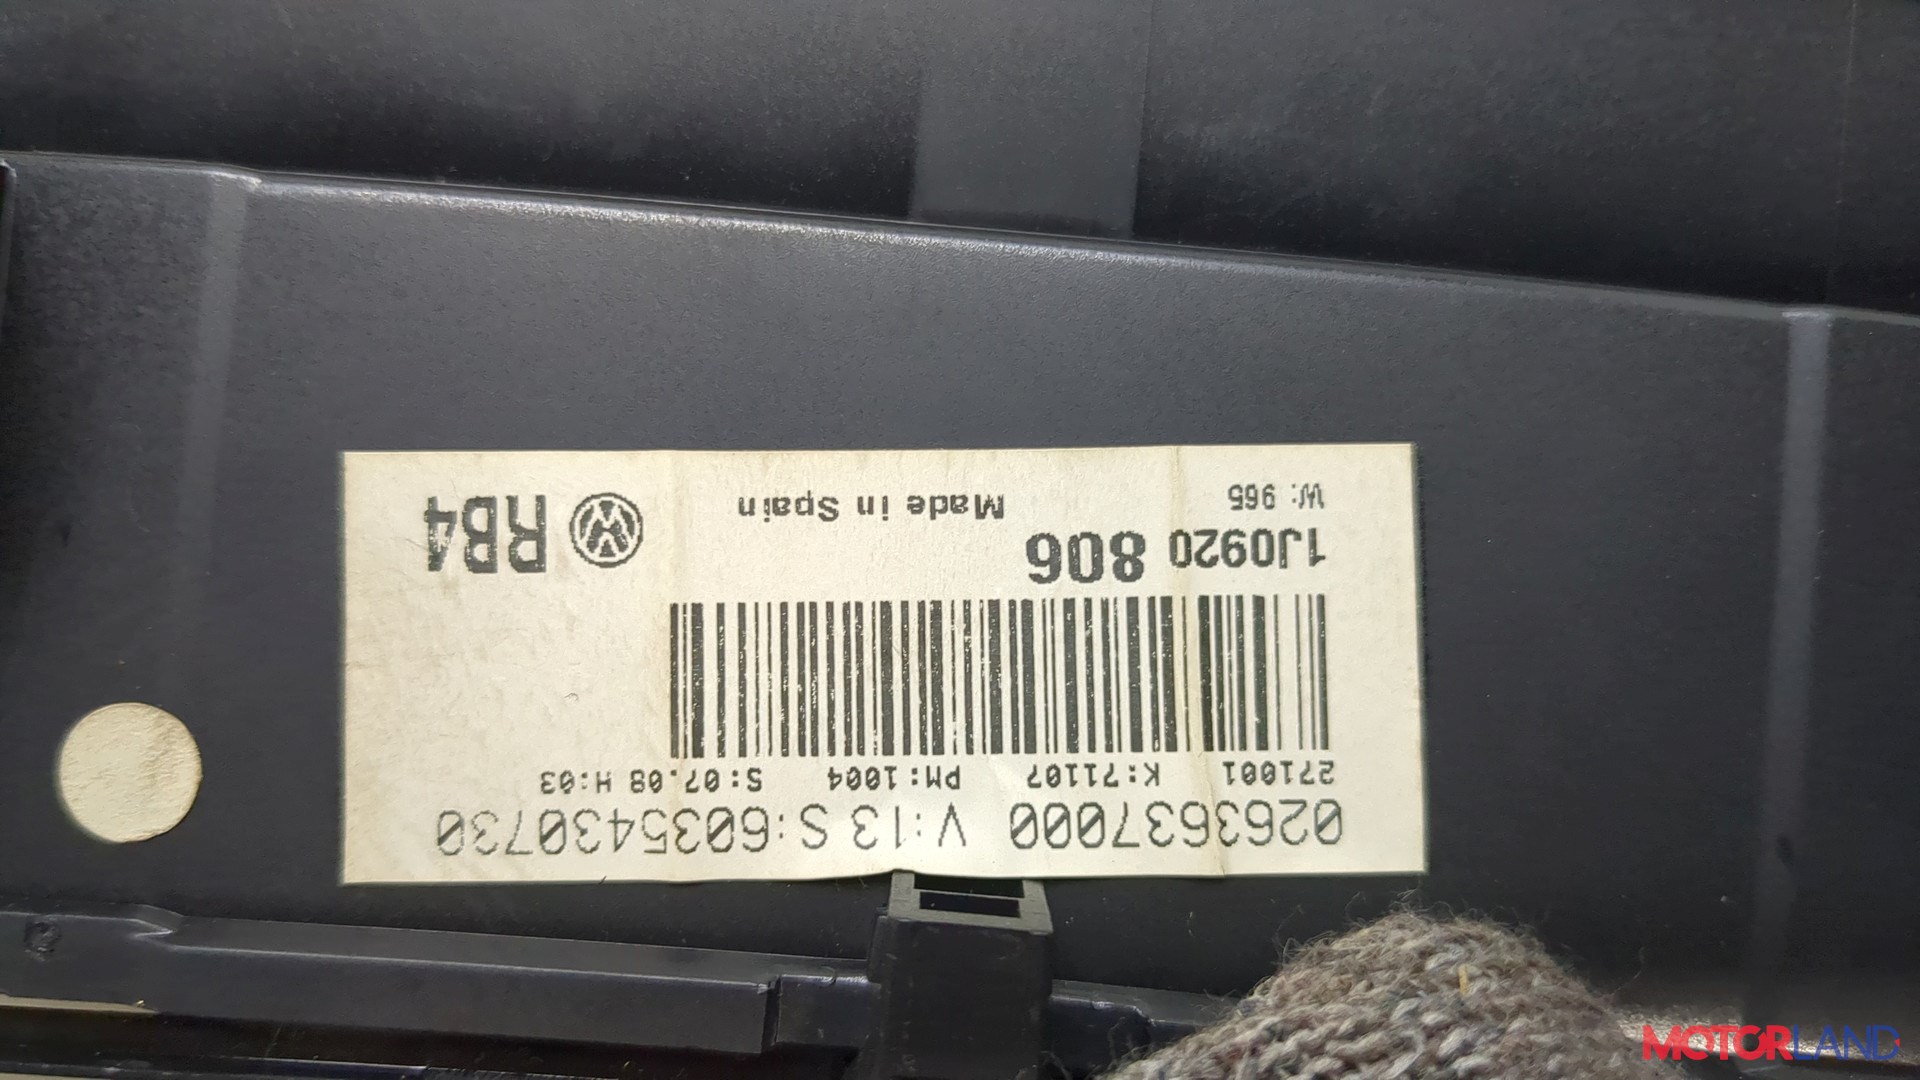 0263637000 V:13 S:6035430730
271001 K:71107 PM:1004 S:07.08 H:03
1J0920 806 RB4
W: 965 Made in Spain
MOTORLAND